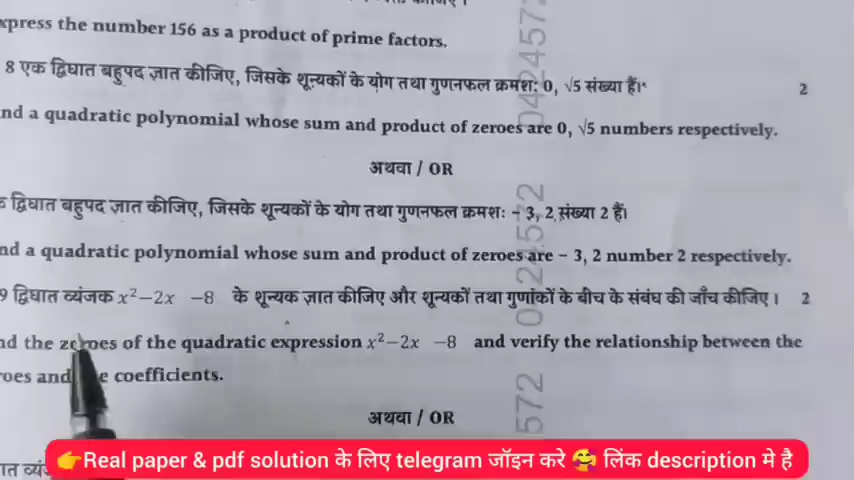 xpress the number 156 as a product of prime factors.
8 एक द्विघात बहुपद ज्ञात कीजिए, जिसके शून्यकों के योग तथा गुणनफल क्रमशः 0, √5 संख्या हैं। 2
nd a quadratic polynomial whose sum and product of zeroes are 0, √5 numbers respectively.
अथवा / OR
क द्विघात बहुपद ज्ञात कीजिए, जिसके शून्यकों के योग तथा गुणनफल क्रमशः - 3, 2 संख्या 2 हैं।
nd a quadratic polynomial whose sum and product of zeroes are – 3, 2 number 2 respectively.
9 द्विघात व्यंजक x²–2x –8 के शून्यक ज्ञात कीजिए और शून्यकों तथा गुणांकों के बीच के संबंध की जाँच कीजिए। 2
nd the zeroes of the quadratic expression x²–2x –8 and verify the relationship between the
roes and coefficients.
अथवा / OR
👉Real paper & pdf solution के लिए telegram जॉइन करे 🥰 लिंक description मे है